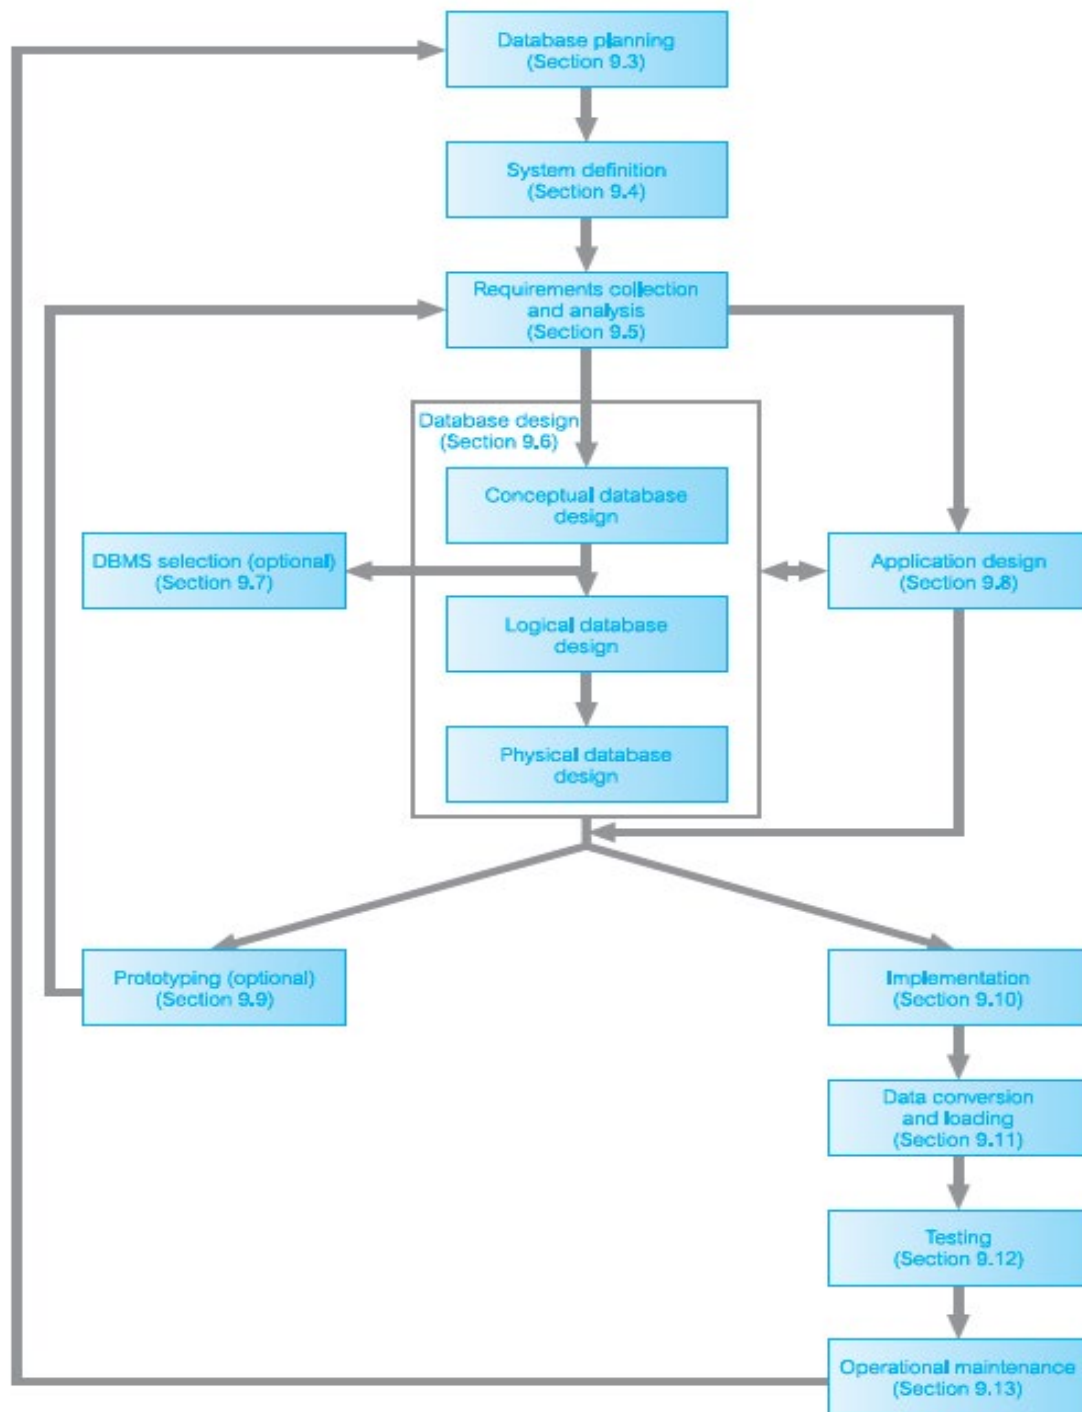 Database planning
(Section 9.3)
System definition
(Section 9.4)
Requirements collection
and analysis
(Section 9.5)
Database design
(Section 9.6)
Conceptual database
design
DBMS selection (optional)
(Section 9.7)
Application design
(Section 9.8)
Logical database
design
Physical database
design
Prototyping (optional)
(Section 9.9)
Implementation
(Section 9.10)
Data conversion
and loading
(Section 9.11)
Testing
(Section 9.12)
Operational maintenance
(Section 9.13)